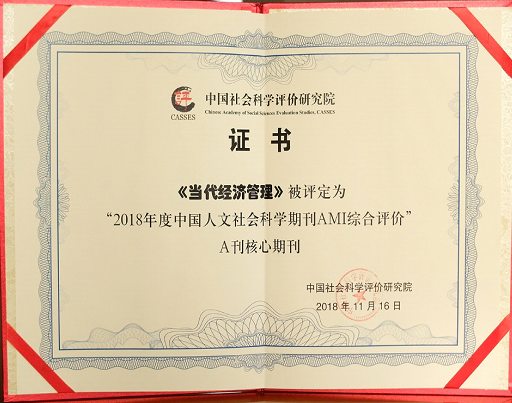 中国社会科学评价研究院
Chinese Academy of Social Sciences Evaluation Studies, CASSES
CASSES
证书
《当代经济管理》被评定为
“2018年度中国人文社会科学期刊AMI综合评价”
A刊核心期刊
中国社会科学评价研究院
2018年11月16日